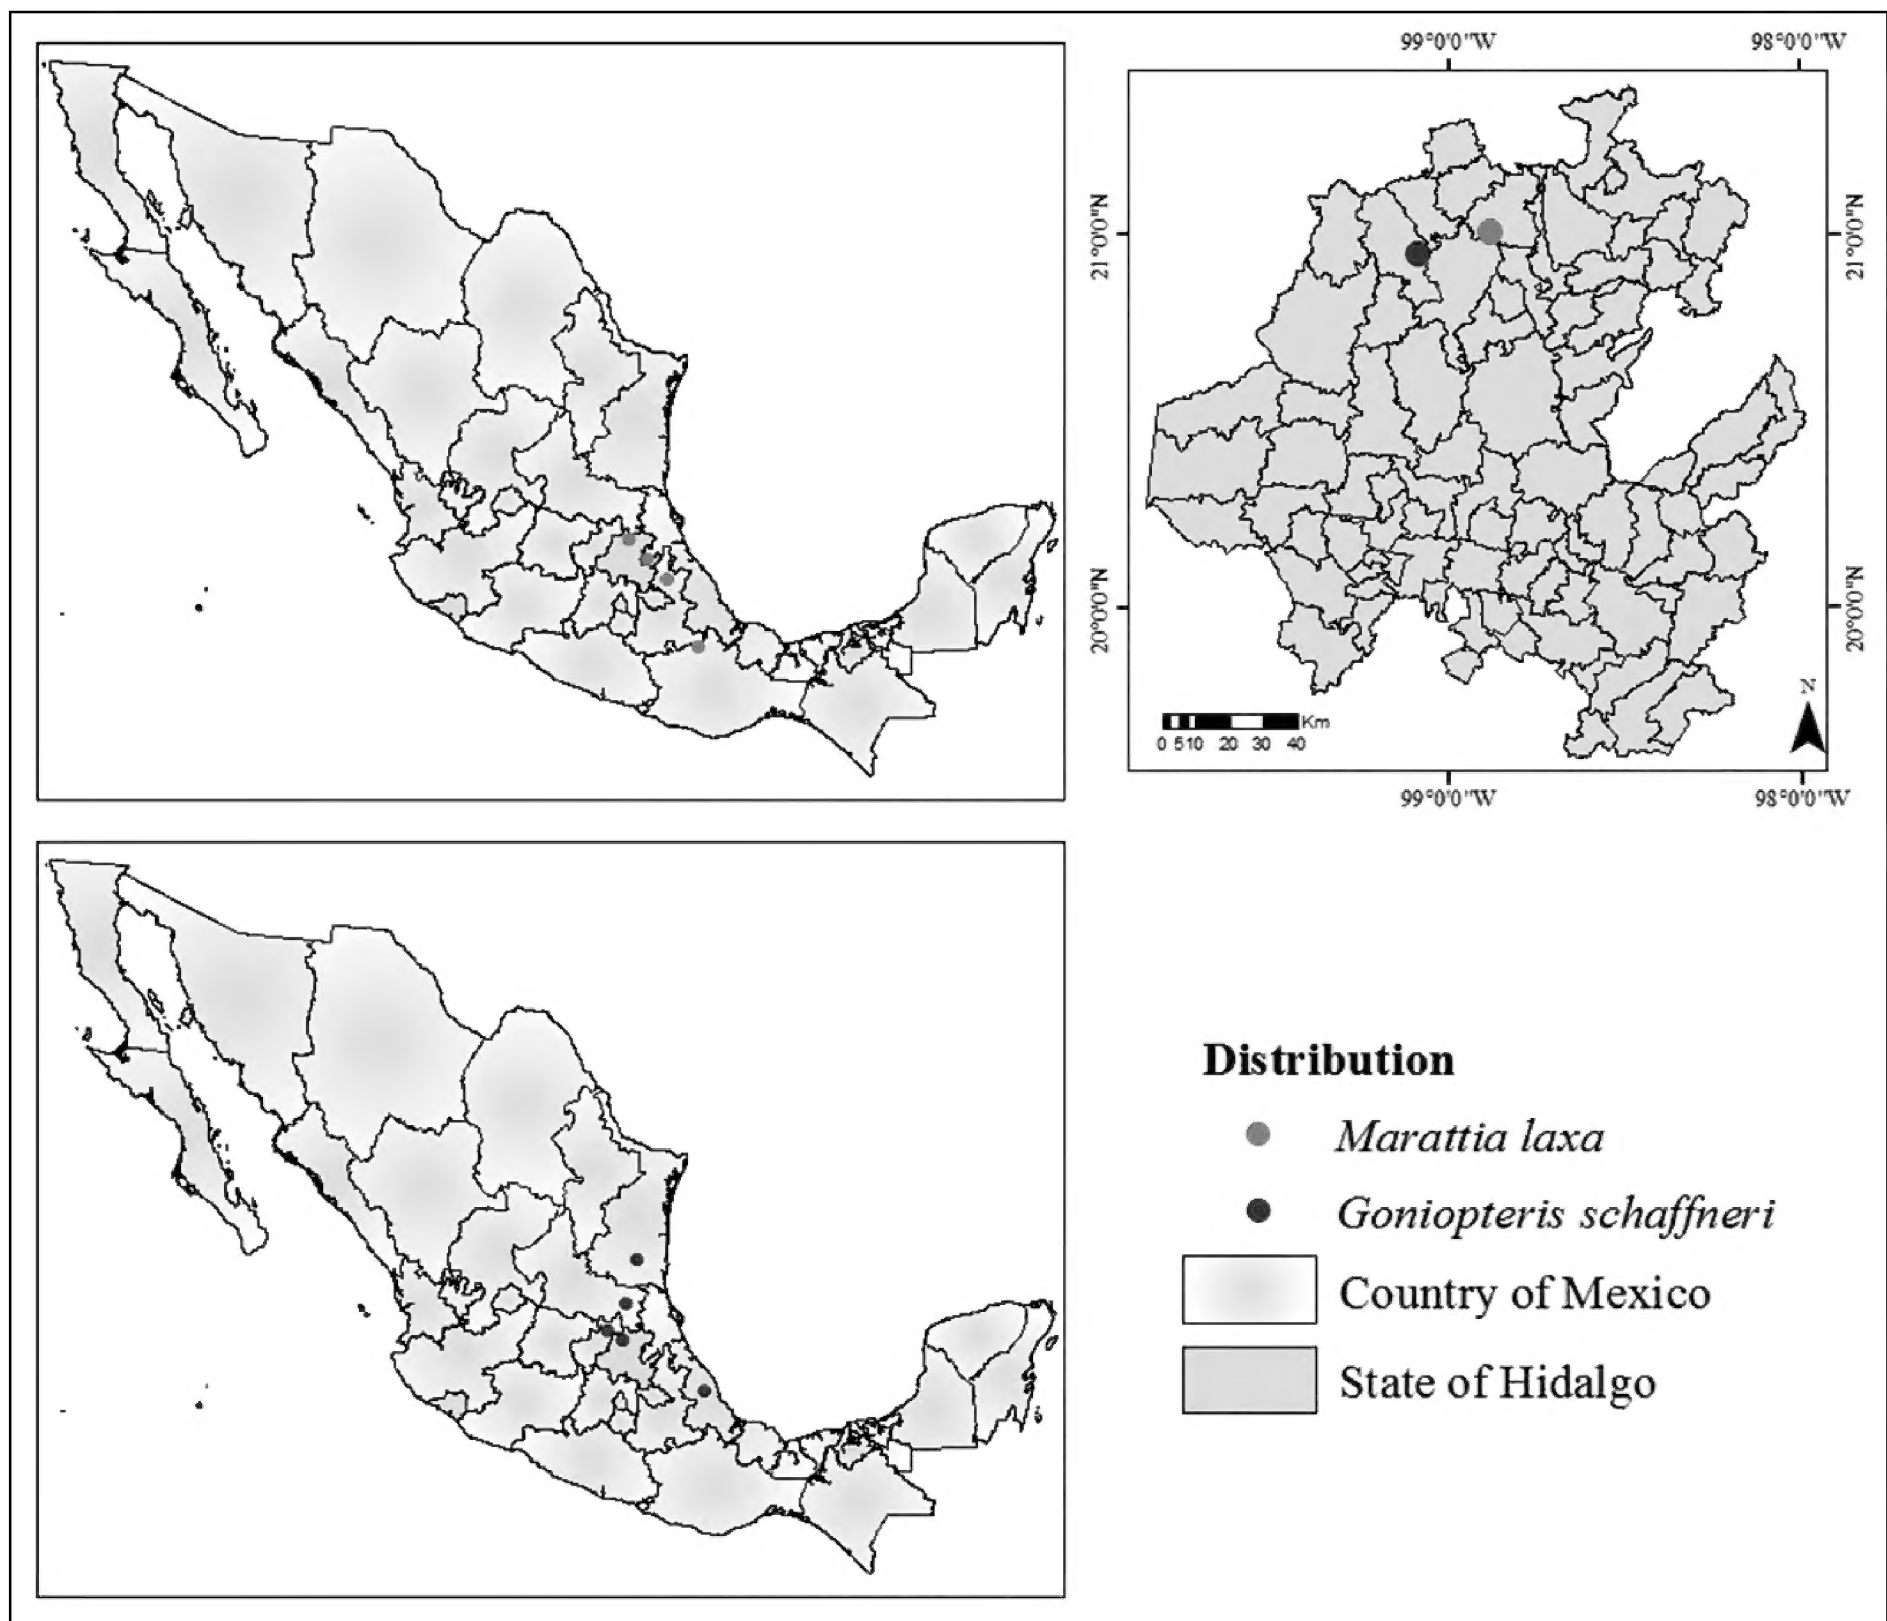 99°0'0"W 98°0'0"W
21°0'0"N 21°0'0"N
20°0'0"N 20°0'0"N
N
Km
0 510 20 30 40
99°0'0"W 98°0'0"W
Distribution
Marattia laxa
Goniopteris schaffneri
Country of Mexico
State of Hidalgo